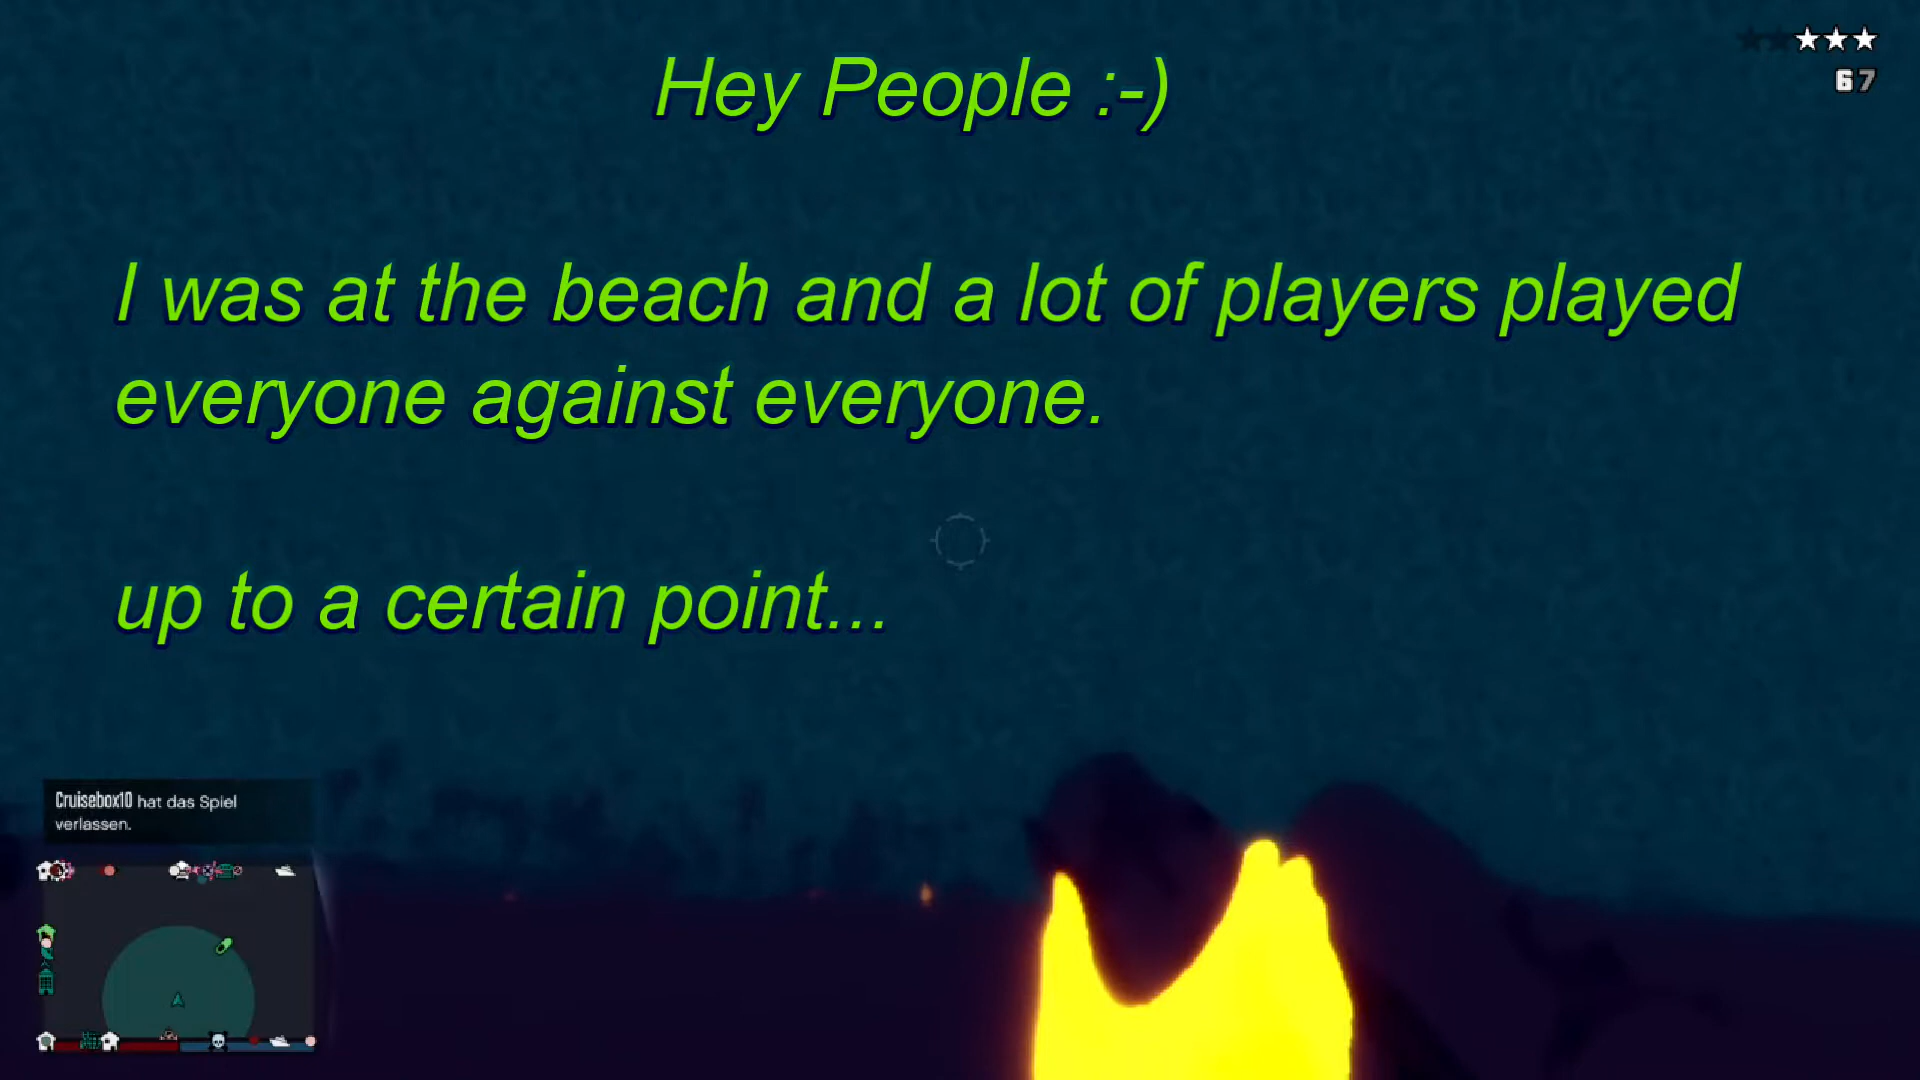 Hey People :-)
67
I was at the beach and a lot of players played
everyone against everyone.
up to a certain point...
Cruisebox10 hat das Spiel
verlassen.